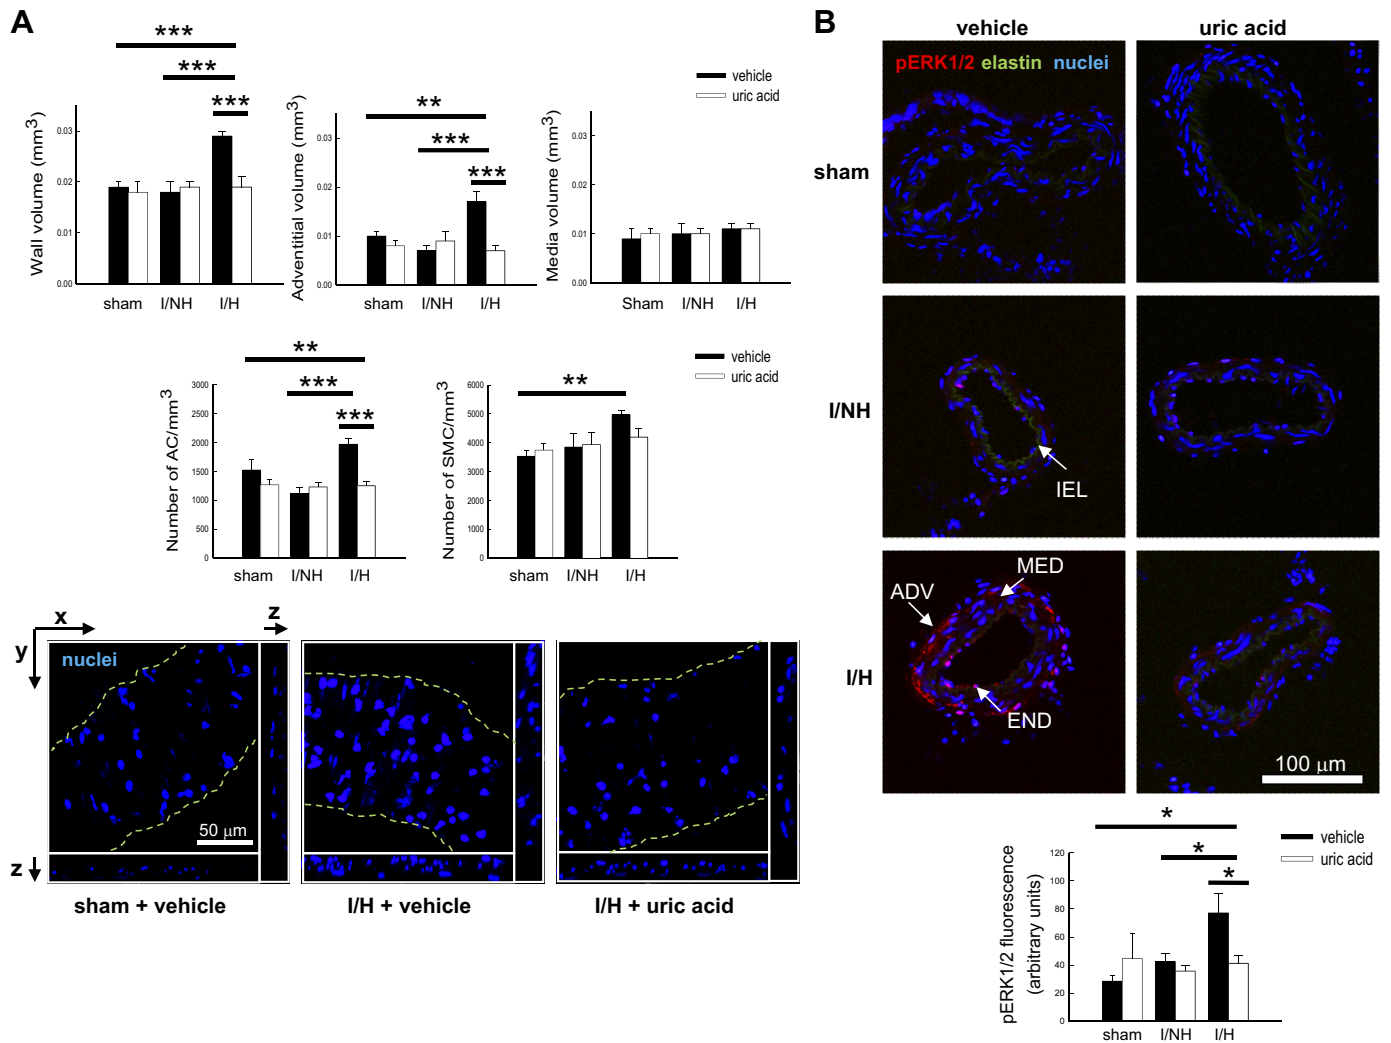 A
***
***
***
Wall volume (mm3)
0.03
0.02
0.01
0.00
sham I/NH I/H
**
***
***
Adventitial volume (mm3)
0.03
0.02
0.01
0.00
sham I/NH I/H
vehicle
uric acid
Media volume (mm3)
0.03
0.02
0.01
0.00
Sham I/NH I/H
**
***
***
Number of AC/mm3
3000
2500
2000
1500
1000
500
0
sham I/NH I/H
**
Number of SMC/mm3
6000
5000
4000
3000
2000
1000
0
sham I/NH I/H
vehicle
uric acid
x
z
y
nuclei
50 μm
z
sham + vehicle
I/H + vehicle
I/H + uric acid
B
vehicle
uric acid
pERK1/2 elastin nuclei
sham
I/NH
IEL
I/H
ADV
MED
END
100 μm
*
*
*
vehicle
uric acid
pERK1/2 fluorescence
(arbitrary units)
120
100
80
60
40
20
0
sham I/NH I/H